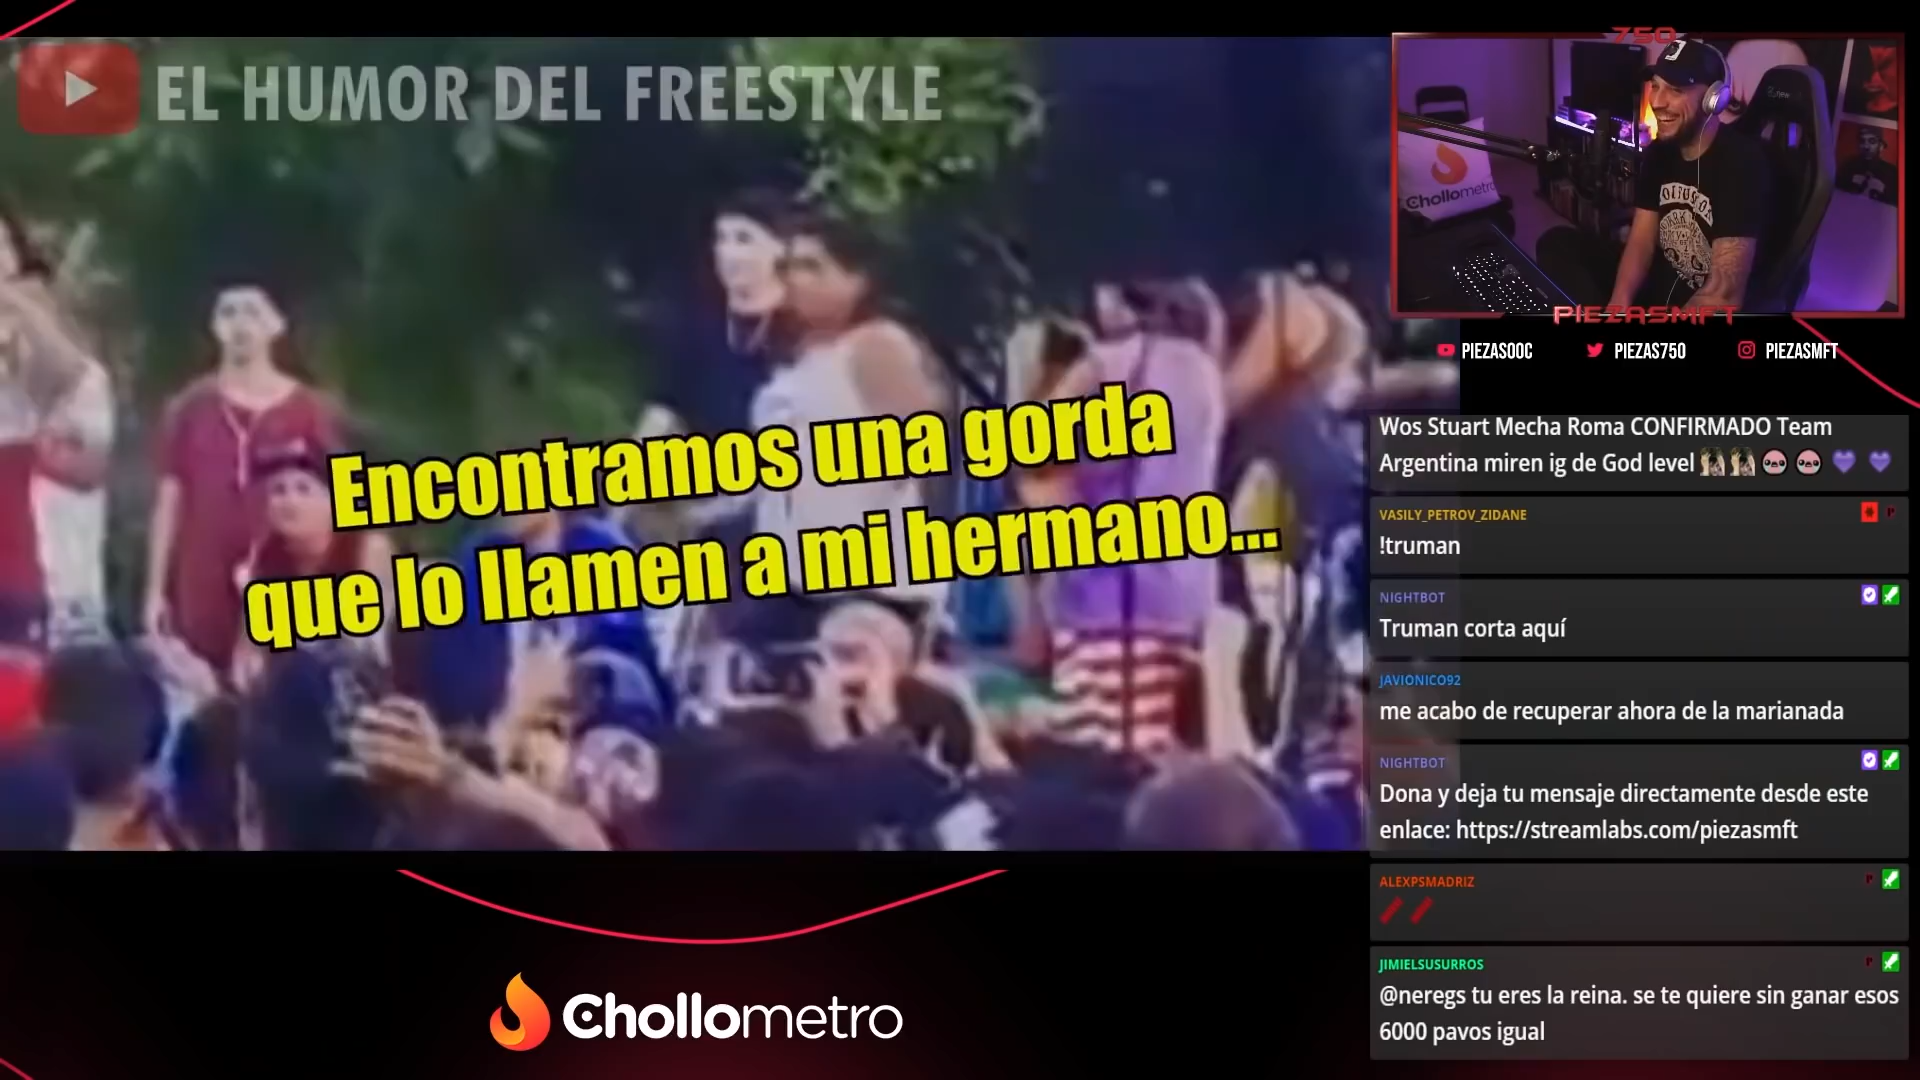 EL HUMOR DEL FREESTYLE
Encontramos una gorda
que lo llamen a mi hermano...
750
Chollometro
PIEZASMFT
PIEZASOOC
PIEZAS750
PIEZASMFT
Wos Stuart Mecha Roma CONFIRMADO Team
Argentina miren ig de God level
VASILY_PETROV_ZIDANE
!truman
NIGHTBOT
Truman corta aquí
JAVIONICO92
me acabo de recuperar ahora de la marianada
NIGHTBOT
Dona y deja tu mensaje directamente desde este
enlace: https://streamlabs.com/piezasmft
ALEXPSMADRIZ
JIMIELSUSURROS
@neregs tu eres la reina. se te quiere sin ganar esos
6000 pavos igual
Chollometro